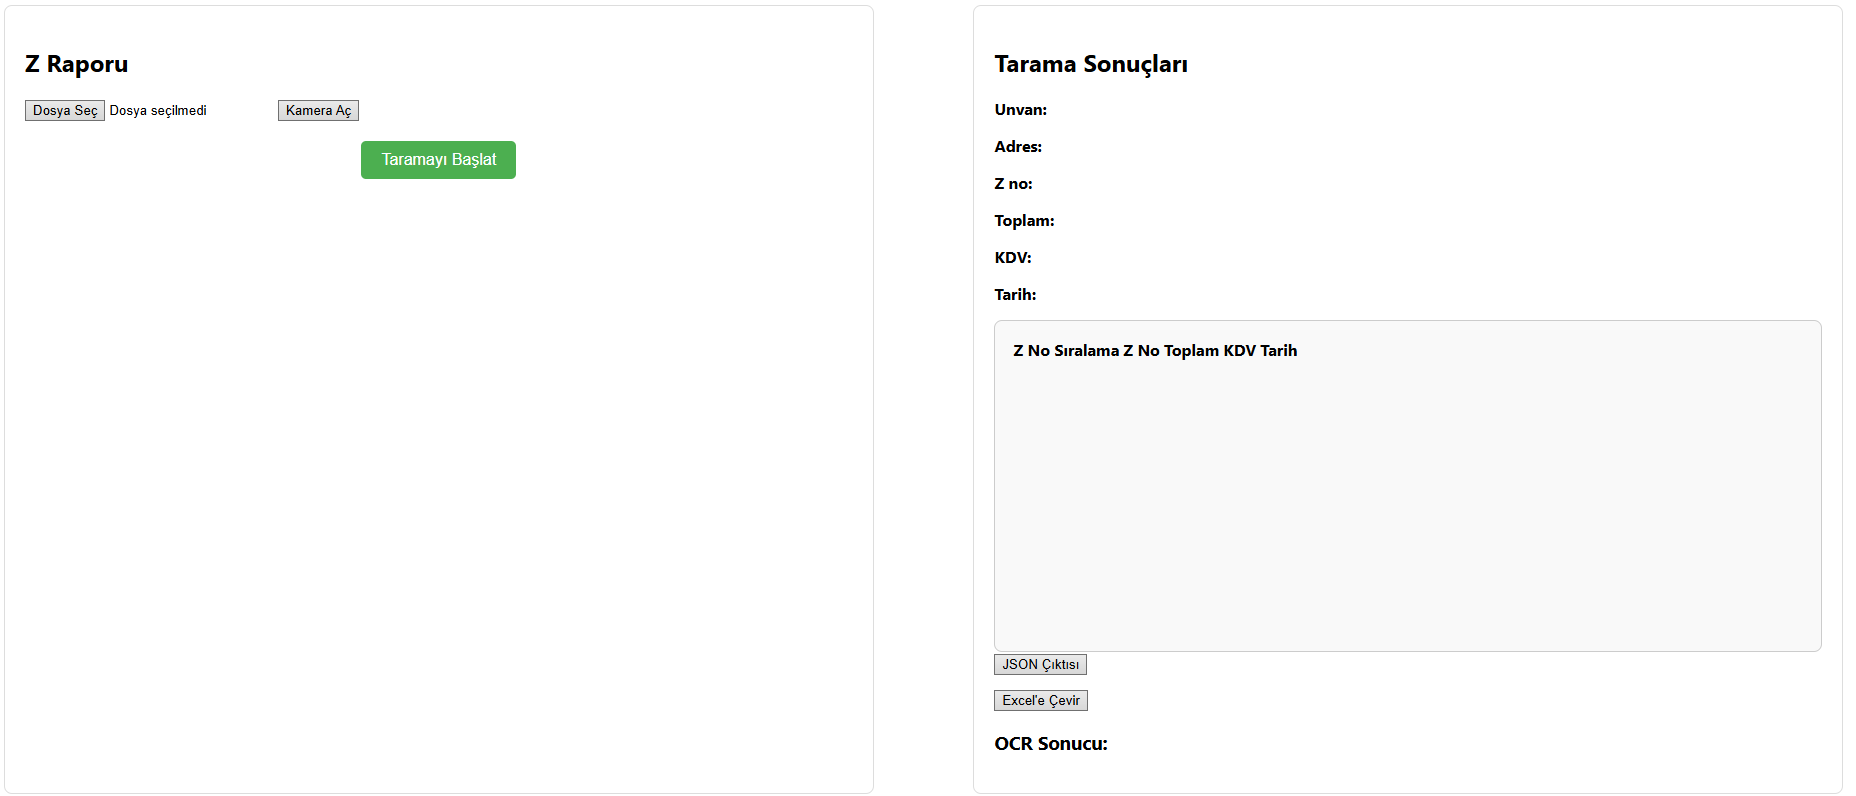 Z Raporu
Dosya Seç Dosya seçilmedi Kamera Aç
Taramayı Başlat
Tarama Sonuçları
Unvan:
Adres:
Z no:
Toplam:
KDV:
Tarih:
Z No Sıralama Z No Toplam KDV Tarih
JSON Çıktısı
Excel'e Çevir
OCR Sonucu: